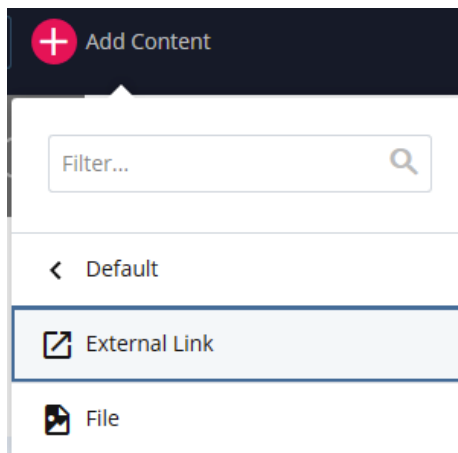 Add Content
Filter...
Default
External Link
File